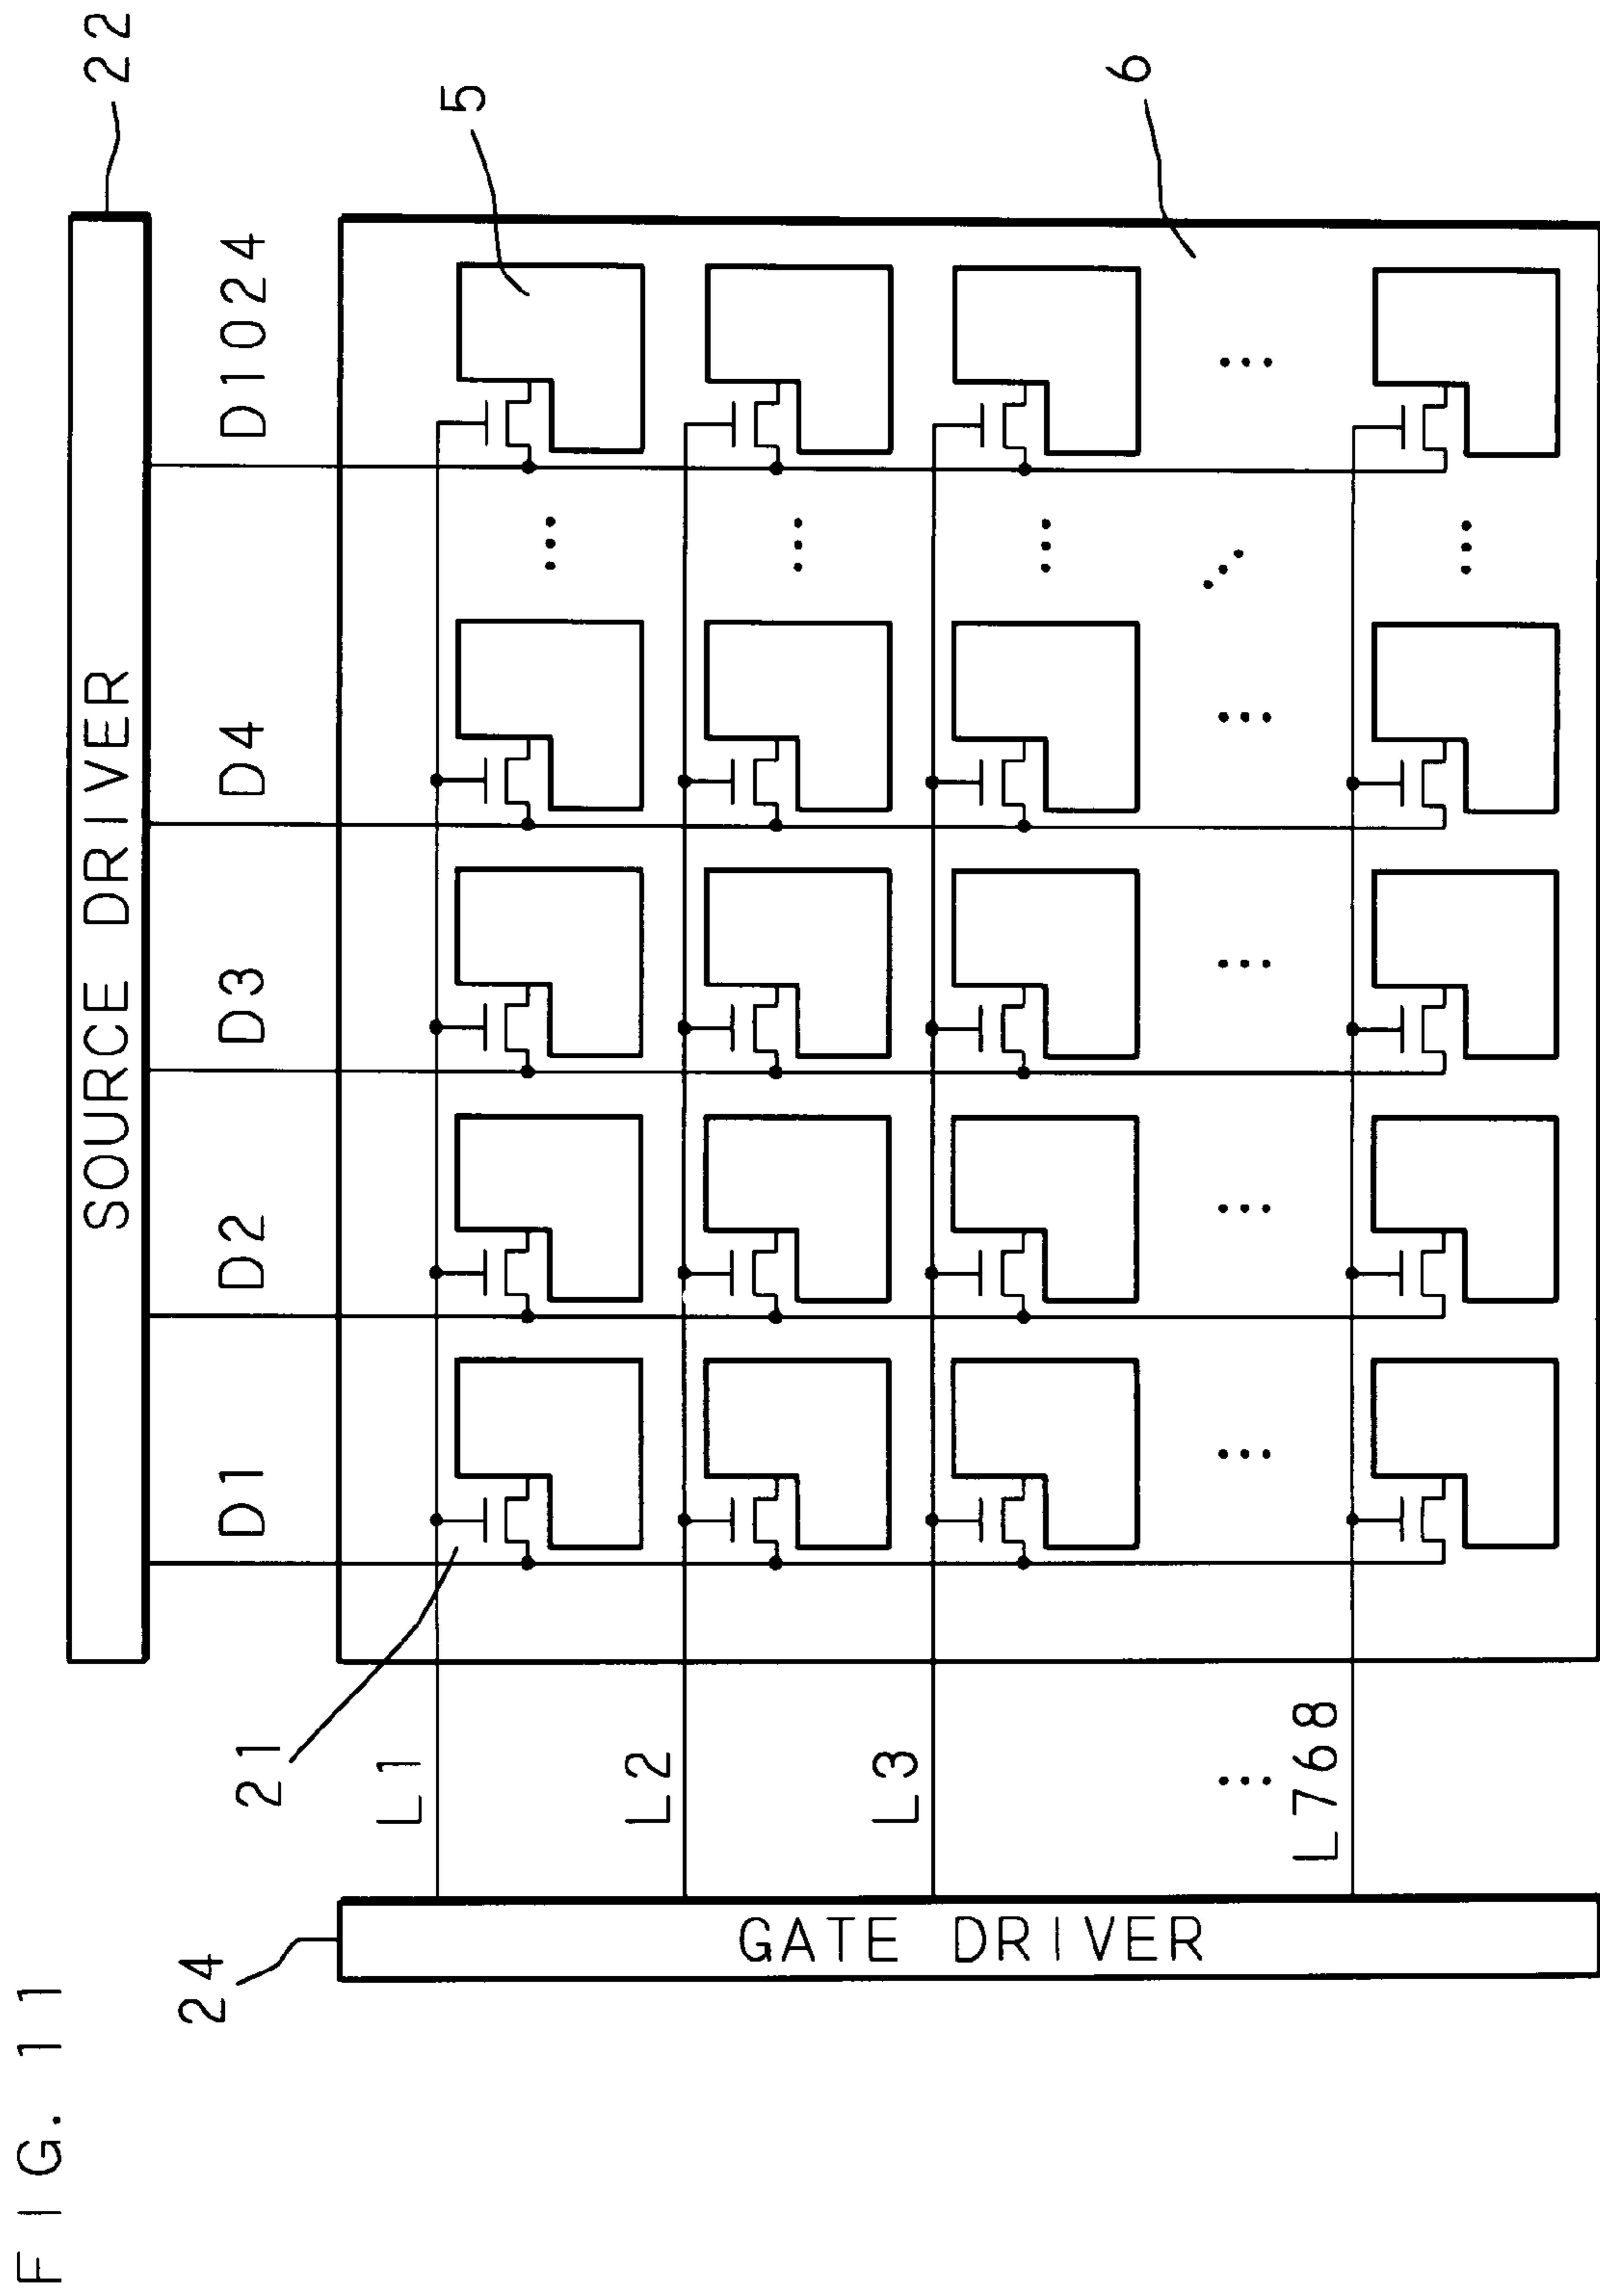 FIG. 11
22
SOURCE DRIVER
D1 D2 D3 D4 D1024
5
21
24
L1
L2
L3
L768
GATE DRIVER
6